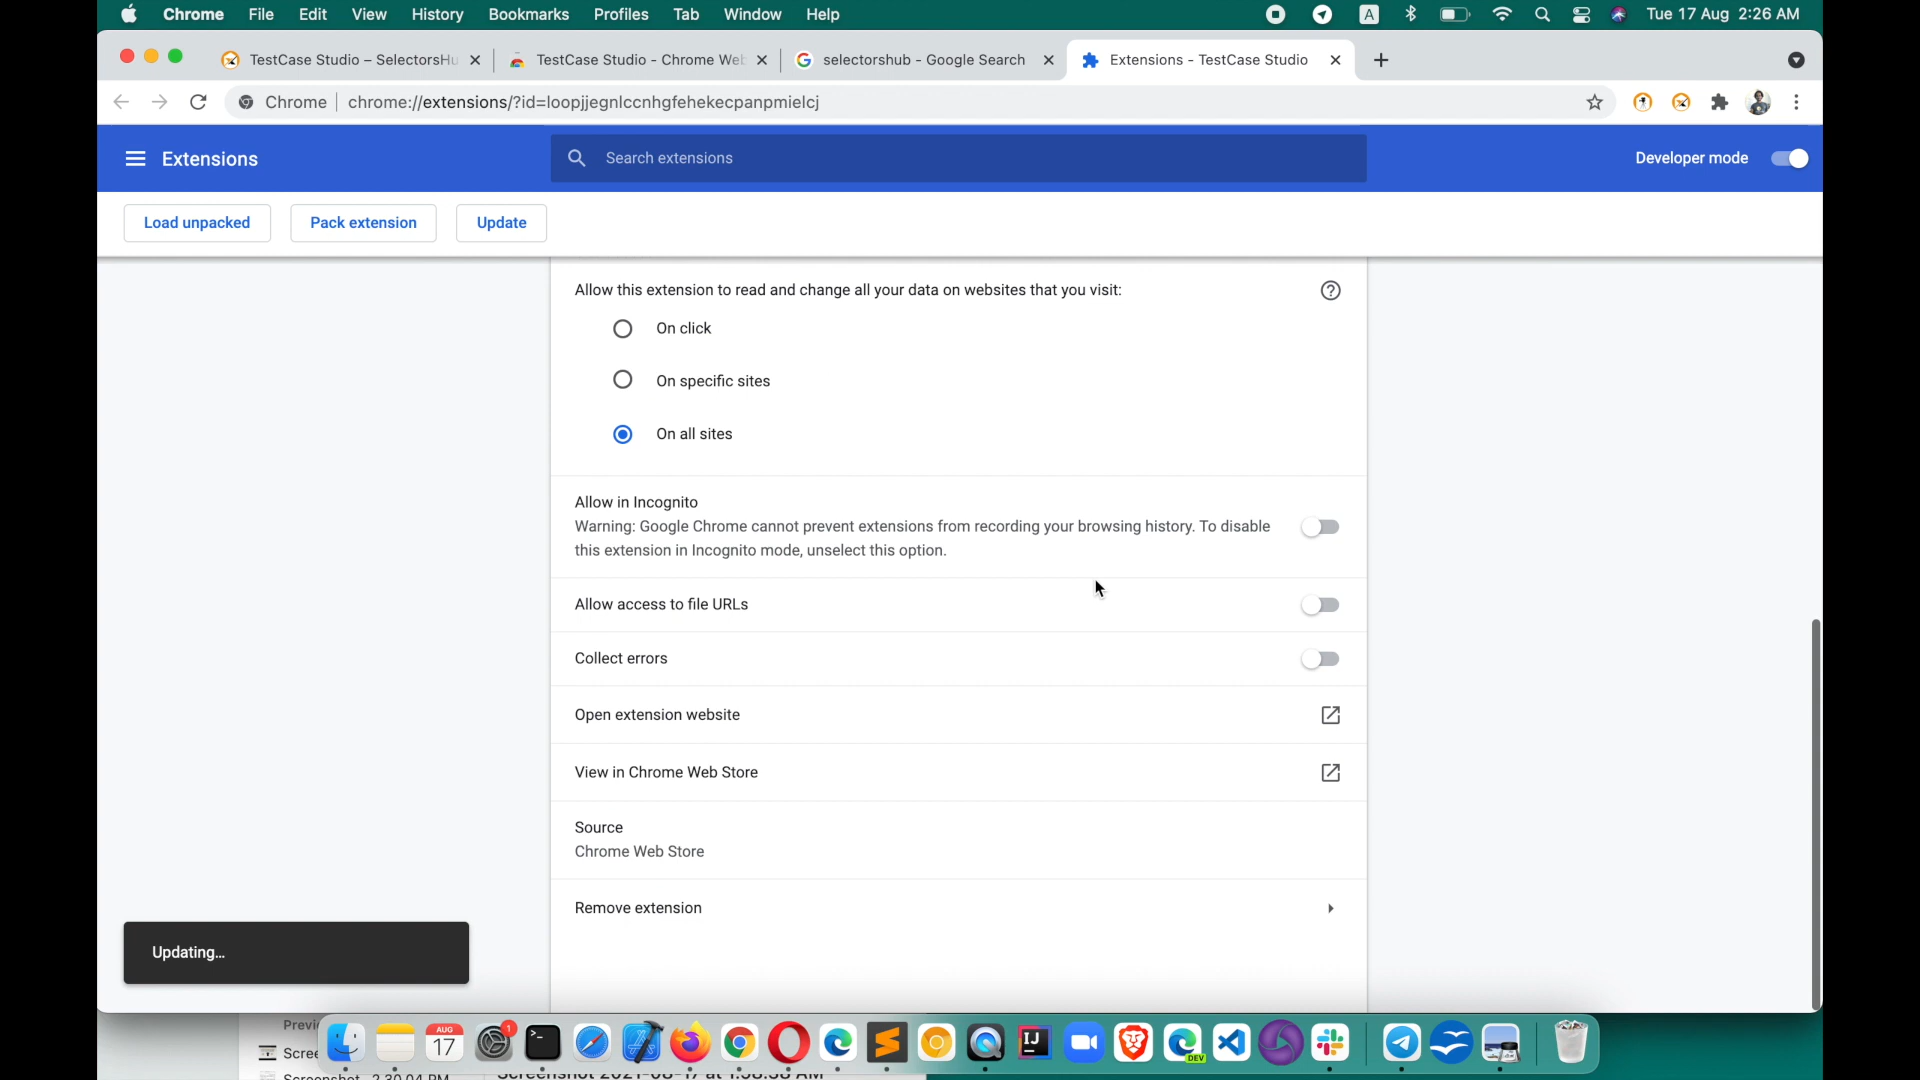 Chrome File Edit View History Bookmarks Profiles Tab Window Help A Tue 17 Aug 2:26 AM
TestCase Studio – SelectorsHu TestCase Studio - Chrome Web selectorshub - Google Search Extensions - TestCase Studio
Chrome chrome://extensions/?id=loopjjegnlccnhgfehekecpanpmielcj
Extensions Search extensions Developer mode
Load unpacked Pack extension Update
Allow this extension to read and change all your data on websites that you visit:
On click
On specific sites
On all sites
Allow in Incognito
Warning: Google Chrome cannot prevent extensions from recording your browsing history. To disable
this extension in Incognito mode, unselect this option.
Allow access to file URLs
Collect errors
Open extension website
View in Chrome Web Store
Source
Chrome Web Store
Remove extension
Updating...
AUG
17
1
IJ
DEV